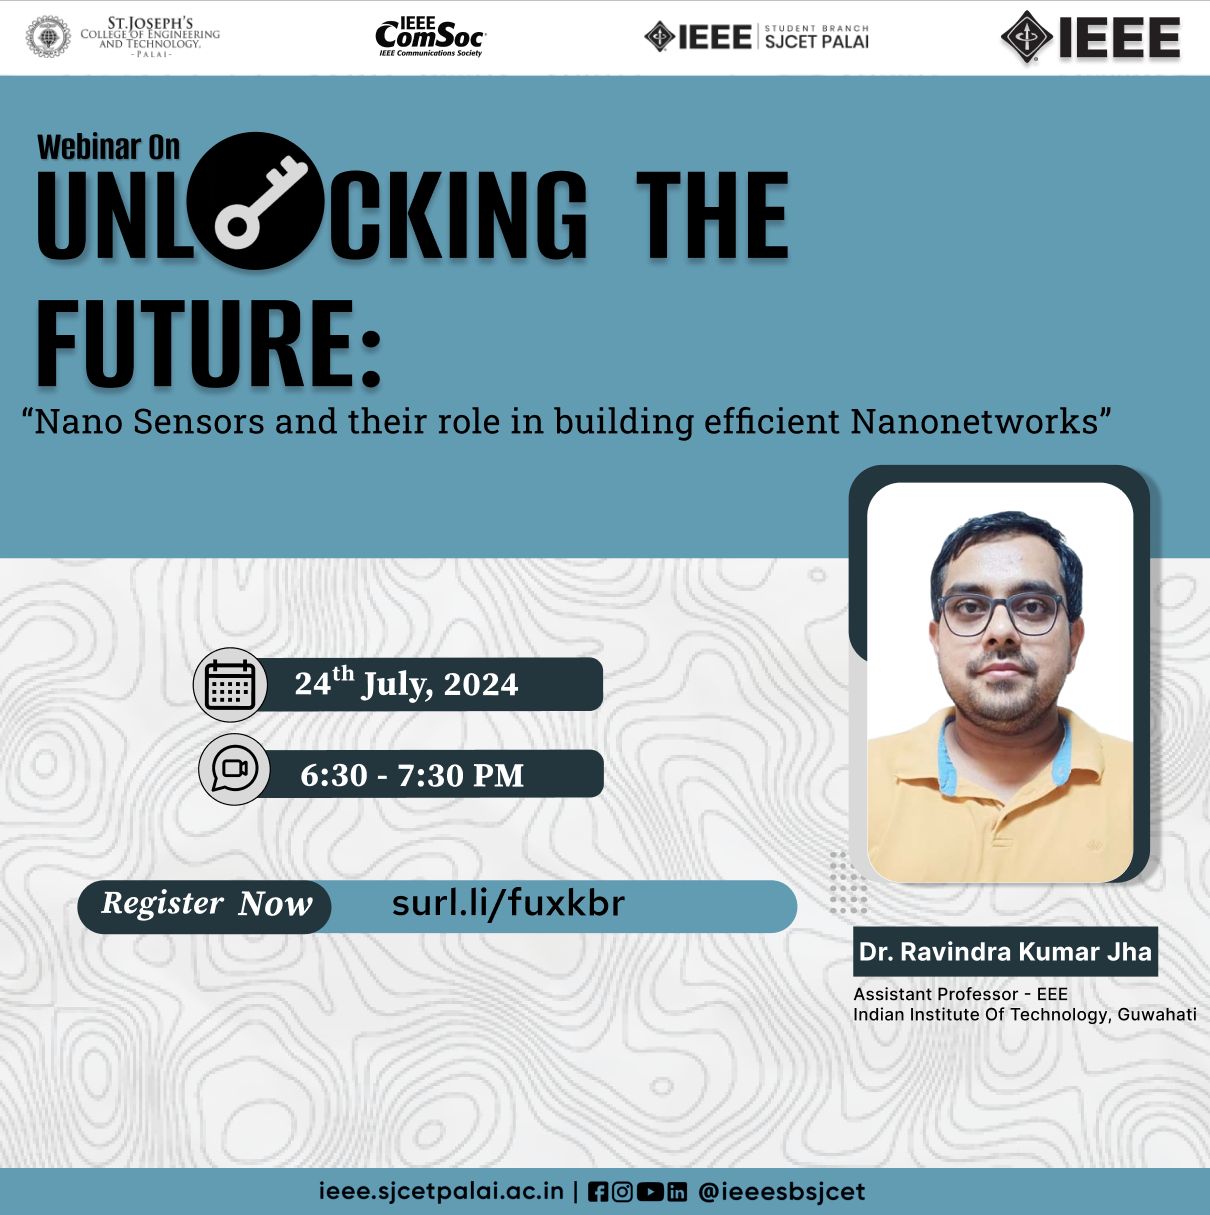 ST.JOSEPH'S
COLLEGE OF ENGINEERING
AND TECHNOLOGY,
- PALAI -
IEEE
ComSoc
IEEE Communications Society
IEEE
STUDENT BRANCH
SJCET PALAI
IEEE
Webinar On
UNLOCKING THE
FUTURE:
“Nano Sensors and their role in building efficient Nanonetworks”
24th July, 2024
6:30 - 7:30 PM
Register Now surl.li/fuxkbr
Dr. Ravindra Kumar Jha
Assistant Professor - EEE
Indian Institute Of Technology, Guwahati
ieee.sjcetpalai.ac.in | @ieeesbsjcet